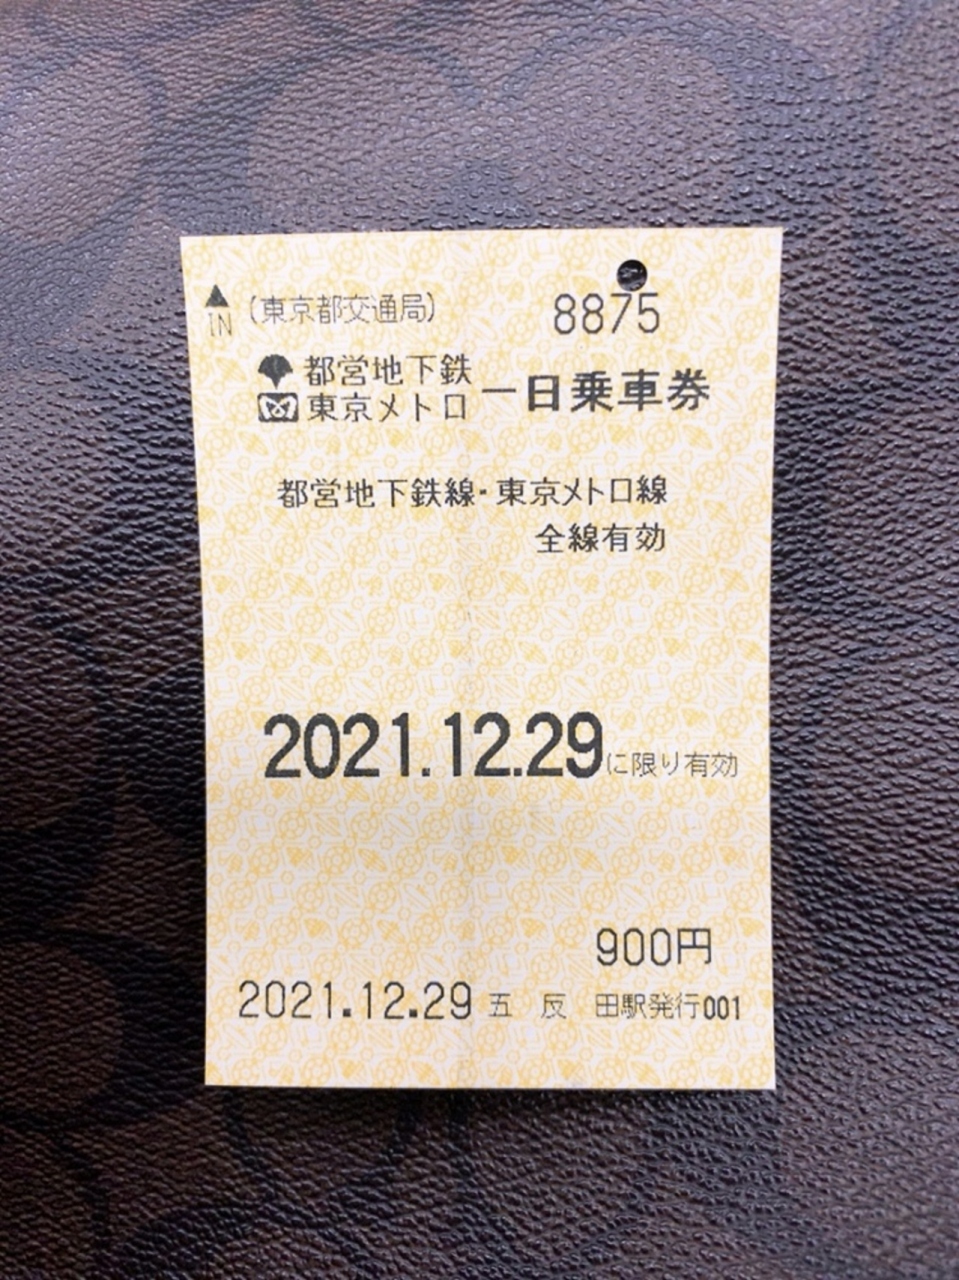 ▲ (東京都交通局) 8875
IN
都営地下鉄
東京メトロ 一日乗車券
都営地下鉄線・東京メトロ線
全線有効
2021.12.29に限り有効
900円
2021.12.29 五 反 田駅発行001